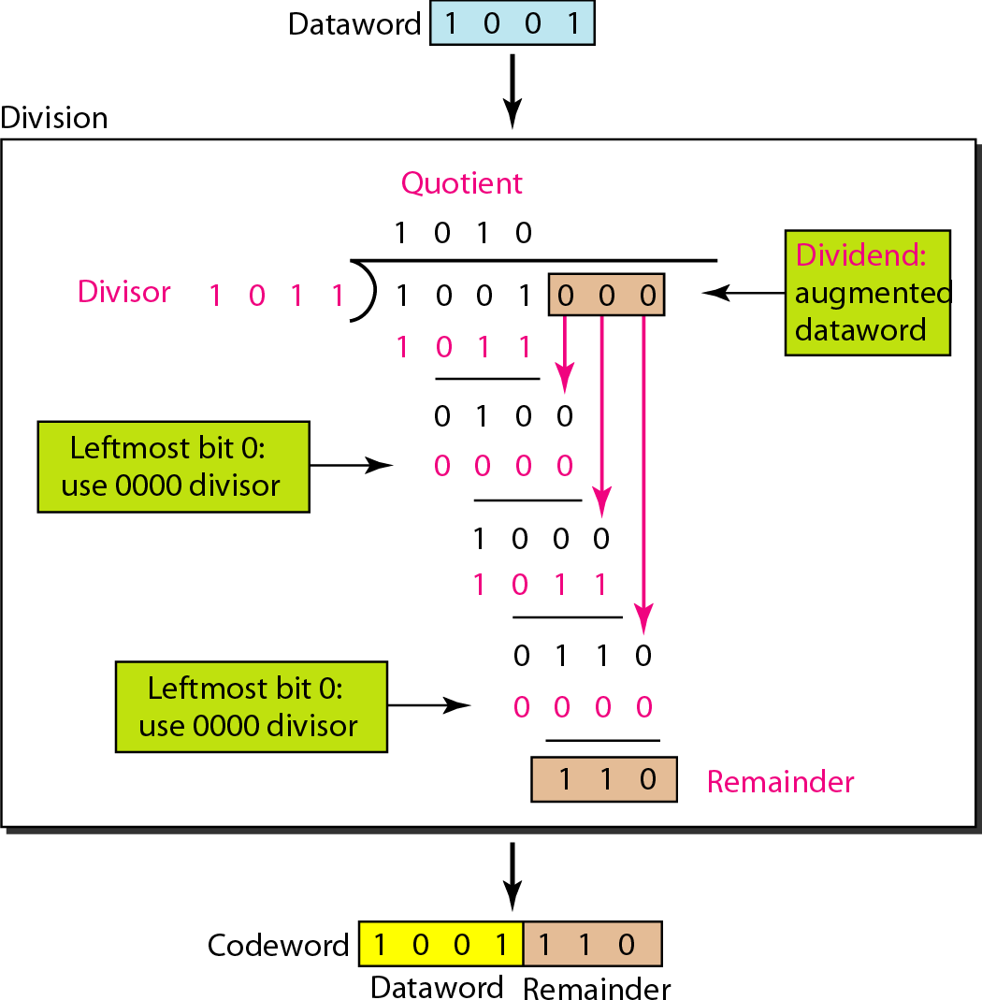 Dataword 1 0 0 1
Division
Quotient
1 0 1 0
Divisor 1 0 1 1 1 0 0 1 0 0 0
Dividend:
augmented
dataword
1 0 1 1
0 1 0 0
Leftmost bit 0:
use 0000 divisor
0 0 0 0
1 0 0 0
1 0 1 1
0 1 1 0
Leftmost bit 0:
use 0000 divisor
0 0 0 0
1 1 0 Remainder
Codeword 1 0 0 1 1 1 0
Dataword Remainder